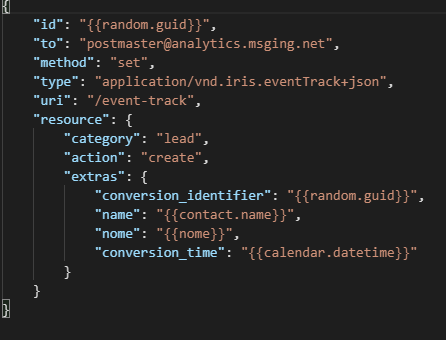 {
    "id": "{{random.guid}}",
    "to": "postmaster@analytics.msging.net",
    "method": "set",
    "type": "application/vnd.iris.eventTrack+json",
    "uri": "/event-track",
    "resource": {
        "category": "lead",
        "action": "create",
        "extras": {
            "conversion_identifier": "{{random.guid}}",
            "name": "{{contact.name}}",
            "nome": "{{nome}}",
            "conversion_time": "{{calendar.datetime}}"
        }
    }
}